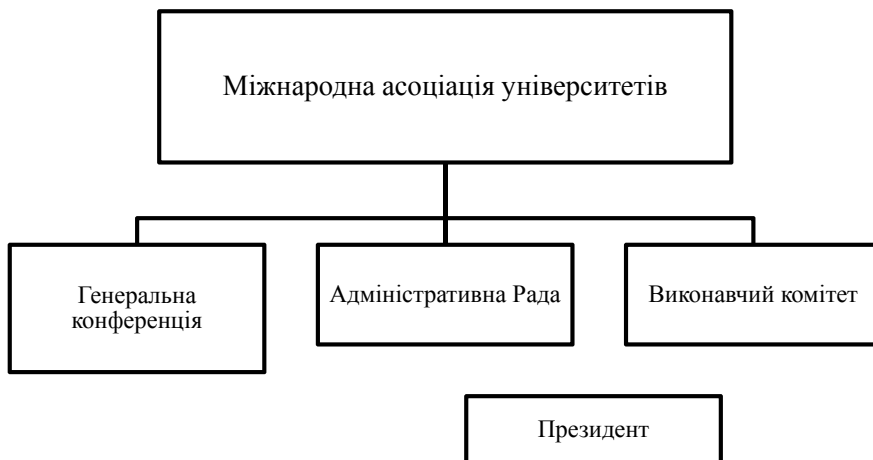 Міжнародна асоціація університетів
Генеральна
конференція
Адміністративна Рада
Виконавчий комітет
Президент